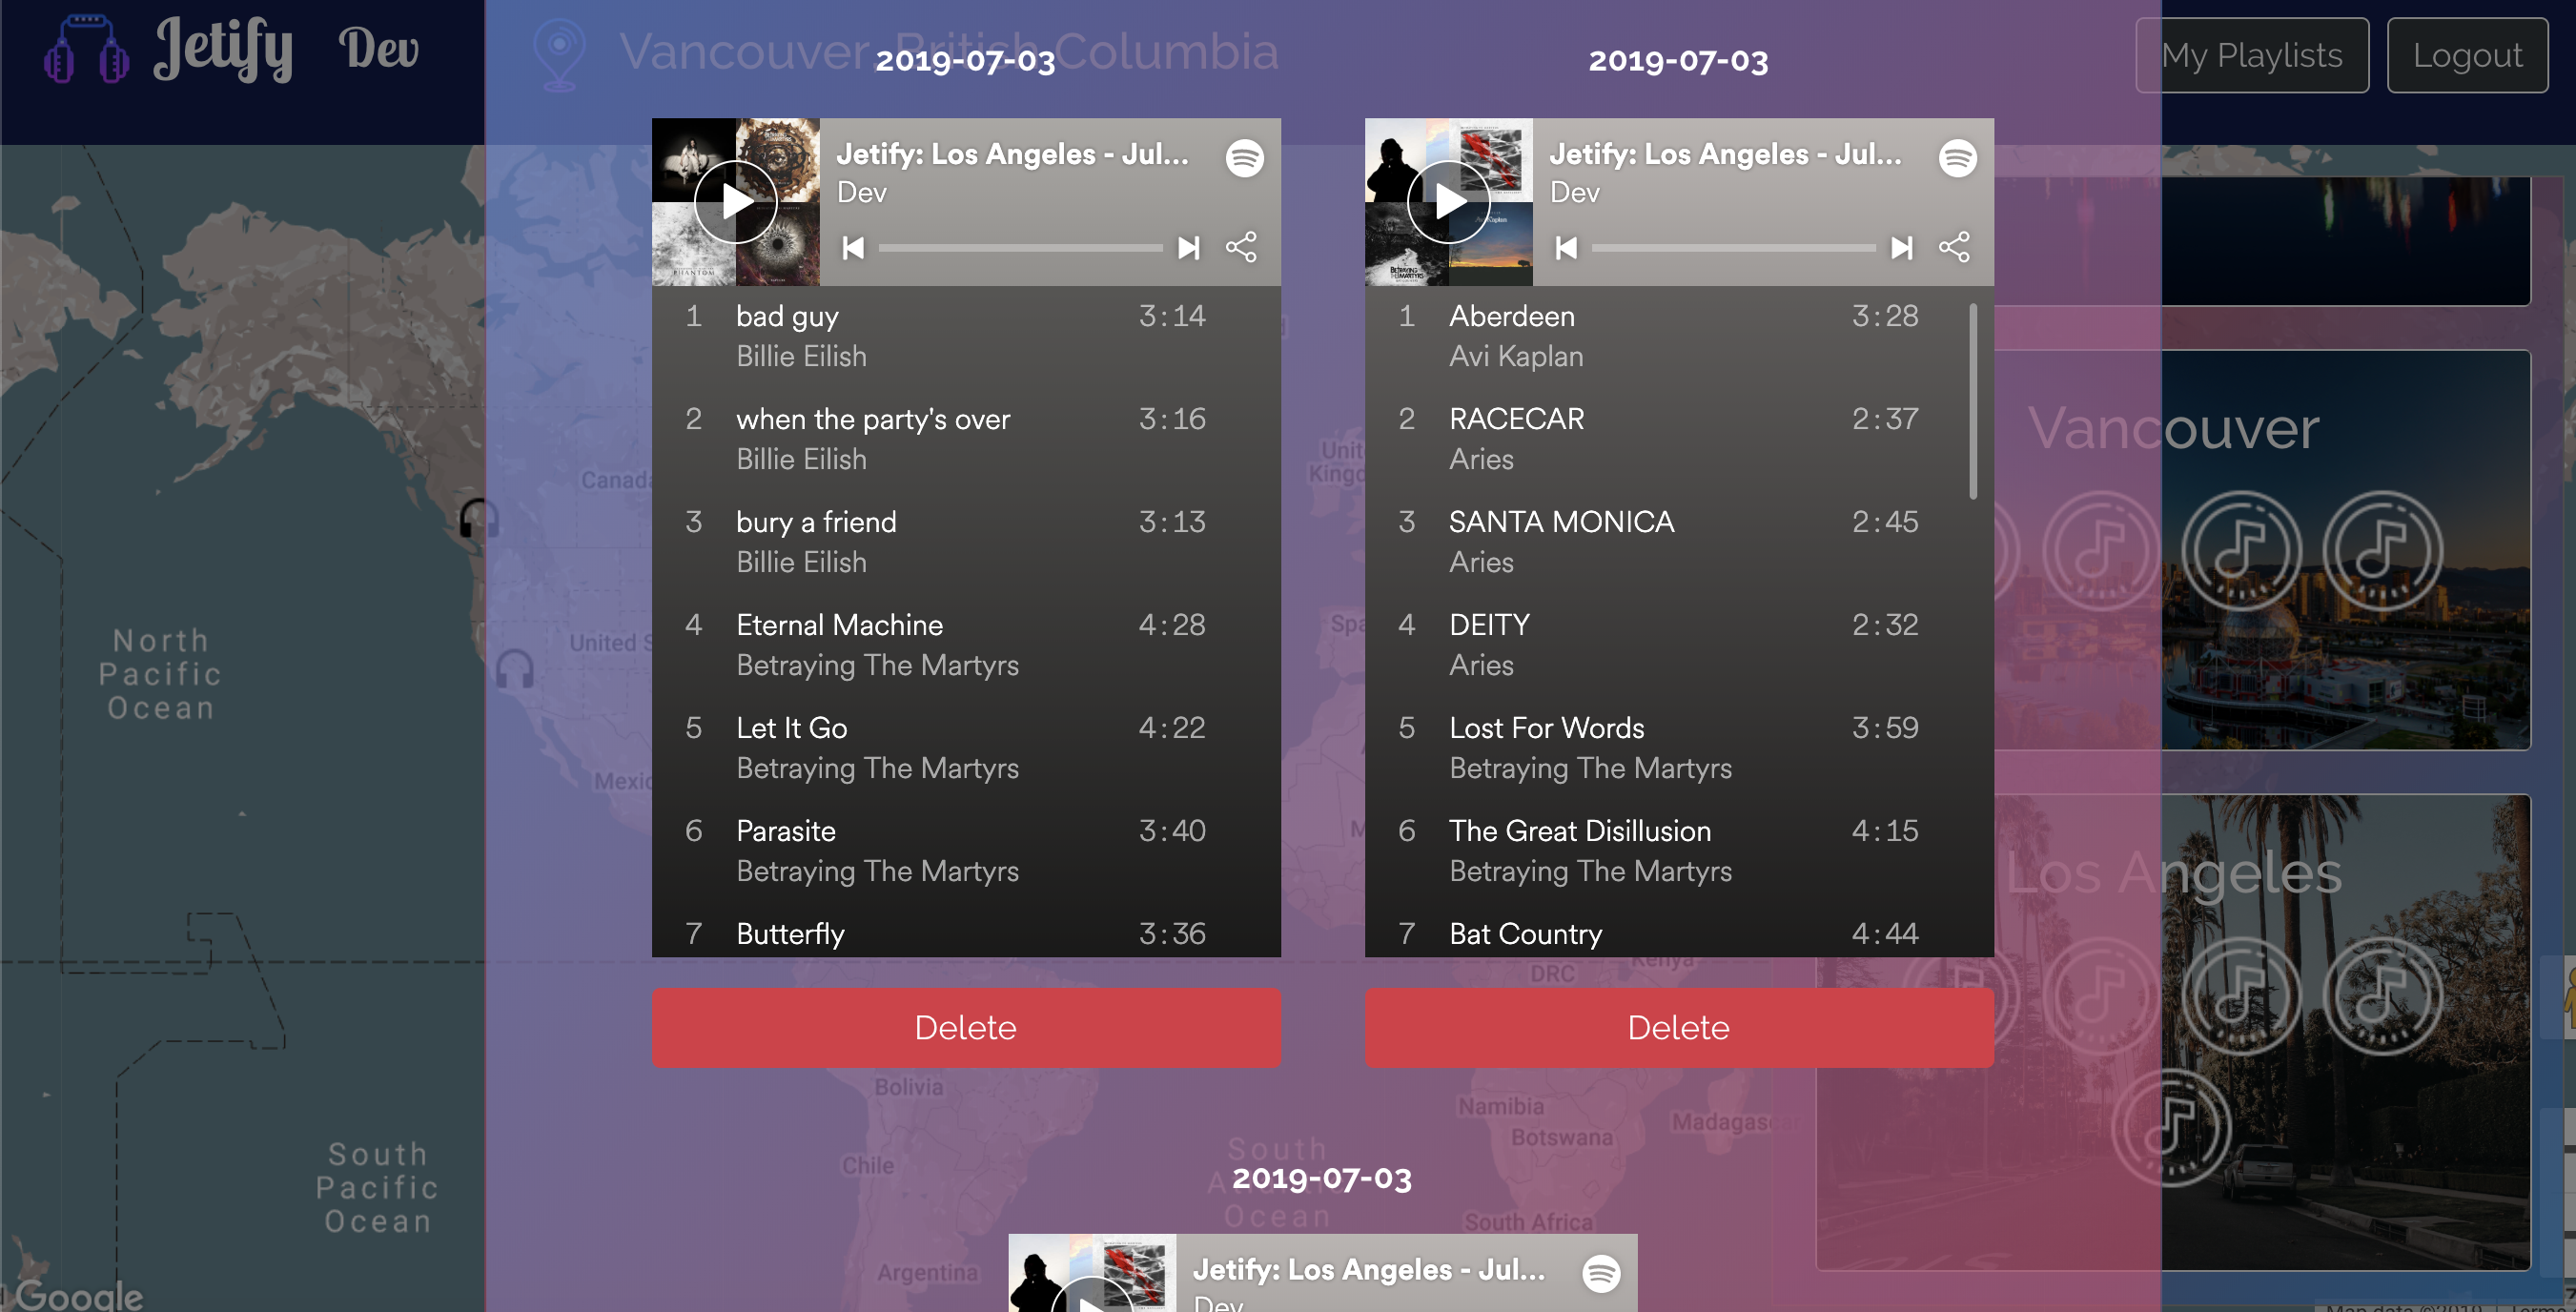 Jetify Dev
Vancouver, British Columbia
My Playlists
Logout
2019-07-03
Jetify: Los Angeles - Jul...
Dev
1 bad guy 3:14
Billie Eilish
2 when the party's over 3:16
Billie Eilish
3 bury a friend 3:13
Billie Eilish
4 Eternal Machine 4:28
Betraying The Martyrs
5 Let It Go 4:22
Betraying The Martyrs
6 Parasite 3:40
Betraying The Martyrs
7 Butterfly 3:36
Delete
2019-07-03
Jetify: Los Angeles - Jul...
Dev
1 Aberdeen 3:28
Avi Kaplan
2 RACECAR 2:37
Aries
3 SANTA MONICA 2:45
Aries
4 DEITY 2:32
Aries
5 Lost For Words 3:59
Betraying The Martyrs
6 The Great Disillusion 4:15
Betraying The Martyrs
7 Bat Country 4:44
Delete
2019-07-03
Jetify: Los Angeles - Jul...
Dev
Vancouver
Los Angeles
North
Pacific
Ocean
South
Pacific
Ocean
Canada
United S
Mexic
Unit
Kingd
Spa
DRC
Kenya
Bolivia
Chile
Argentina
Namibia
Botswana
Madagascar
South Africa
South
Atlantic
Ocean
PHANTOM
Google
Map data ©2019